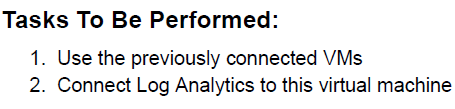 Tasks To Be Performed:
1. Use the previously connected VMs
2. Connect Log Analytics to this virtual machine